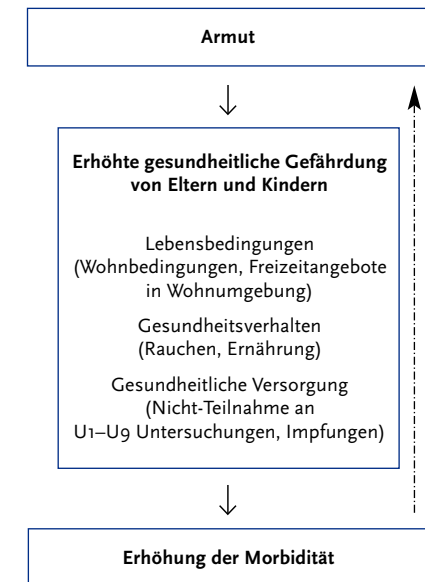 Armut
Erhöhte gesundheitliche Gefährdung
von Eltern und Kindern
Lebensbedingungen
(Wohnbedingungen, Freizeitangebote
in Wohnumgebung)
Gesundheitsverhalten
(Rauchen, Ernährung)
Gesundheitliche Versorgung
(Nicht-Teilnahme an
U1–U9 Untersuchungen, Impfungen)
Erhöhung der Morbidität